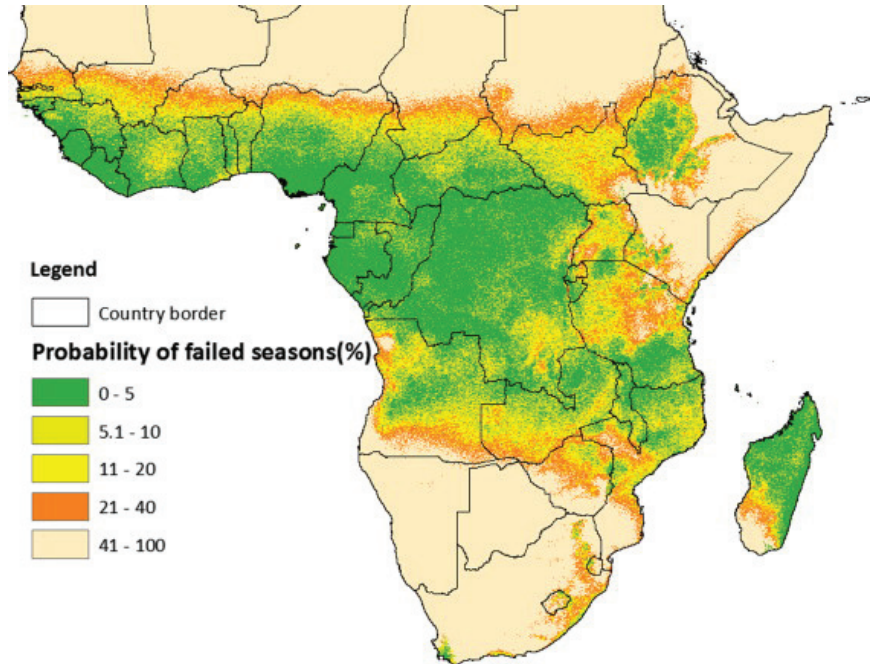 Legend
Country border
Probability of failed seasons(%)
0 - 5
5.1 - 10
11 - 20
21 - 40
41 - 100